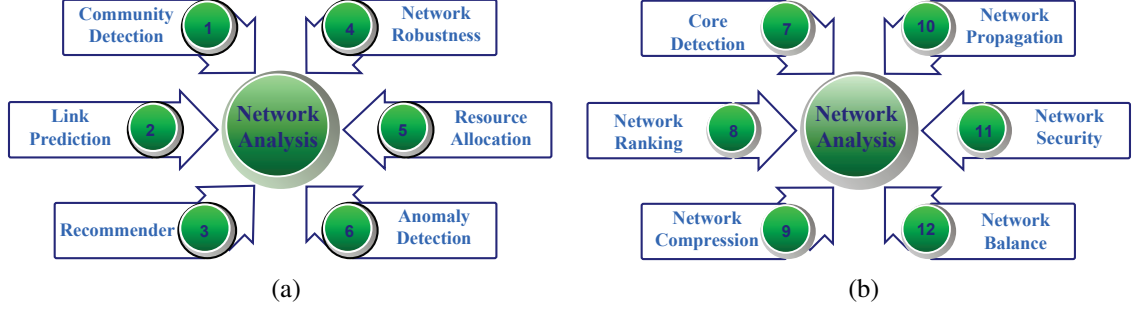 Community
Detection
1
Link
Prediction
2
Recommender
3
Network
Analysis
4
Network
Robustness
5
Resource
Allocation
6
Anomaly
Detection
(a)
Core
Detection
7
Network
Ranking
8
Network
Compression
9
Network
Analysis
10
Network
Propagation
11
Network
Security
12
Network
Balance
(b)